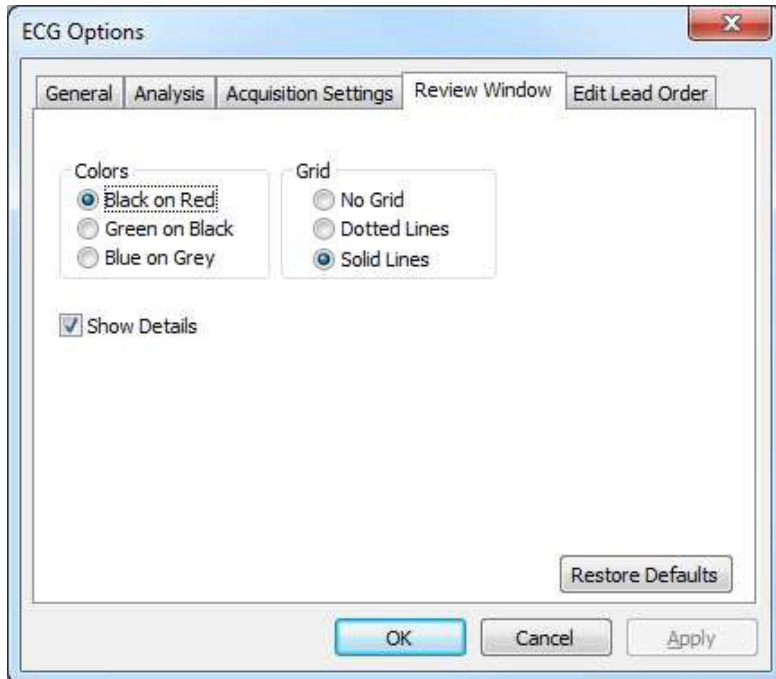 ECG Options
General Analysis Acquisition Settings Review Window Edit Lead Order
Colors
Black on Red
Green on Black
Blue on Grey
Grid
No Grid
Dotted Lines
Solid Lines
Show Details
Restore Defaults
OK Cancel Apply